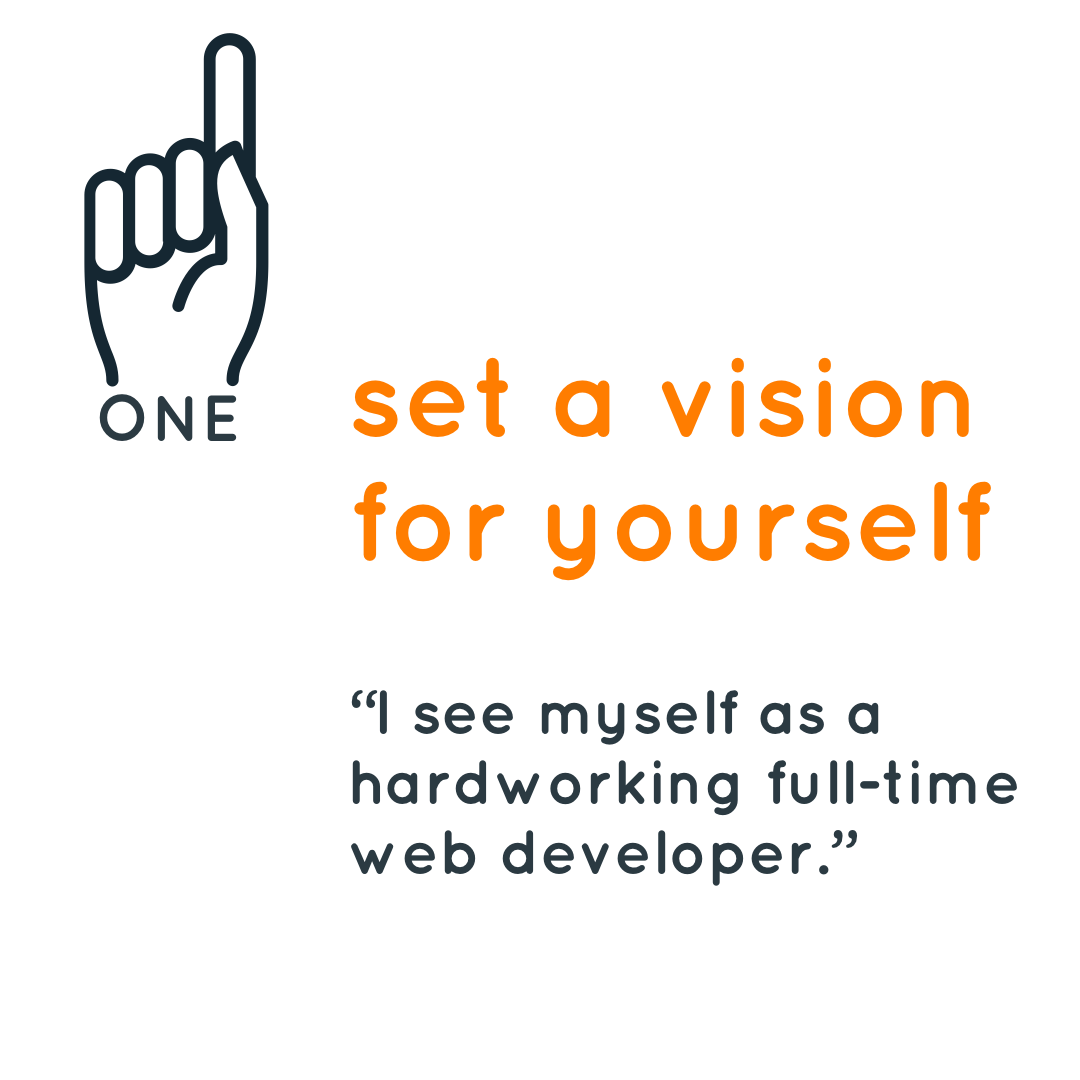 ONE
set a vision
for yourself
“I see myself as a
hardworking full-time
web developer.”